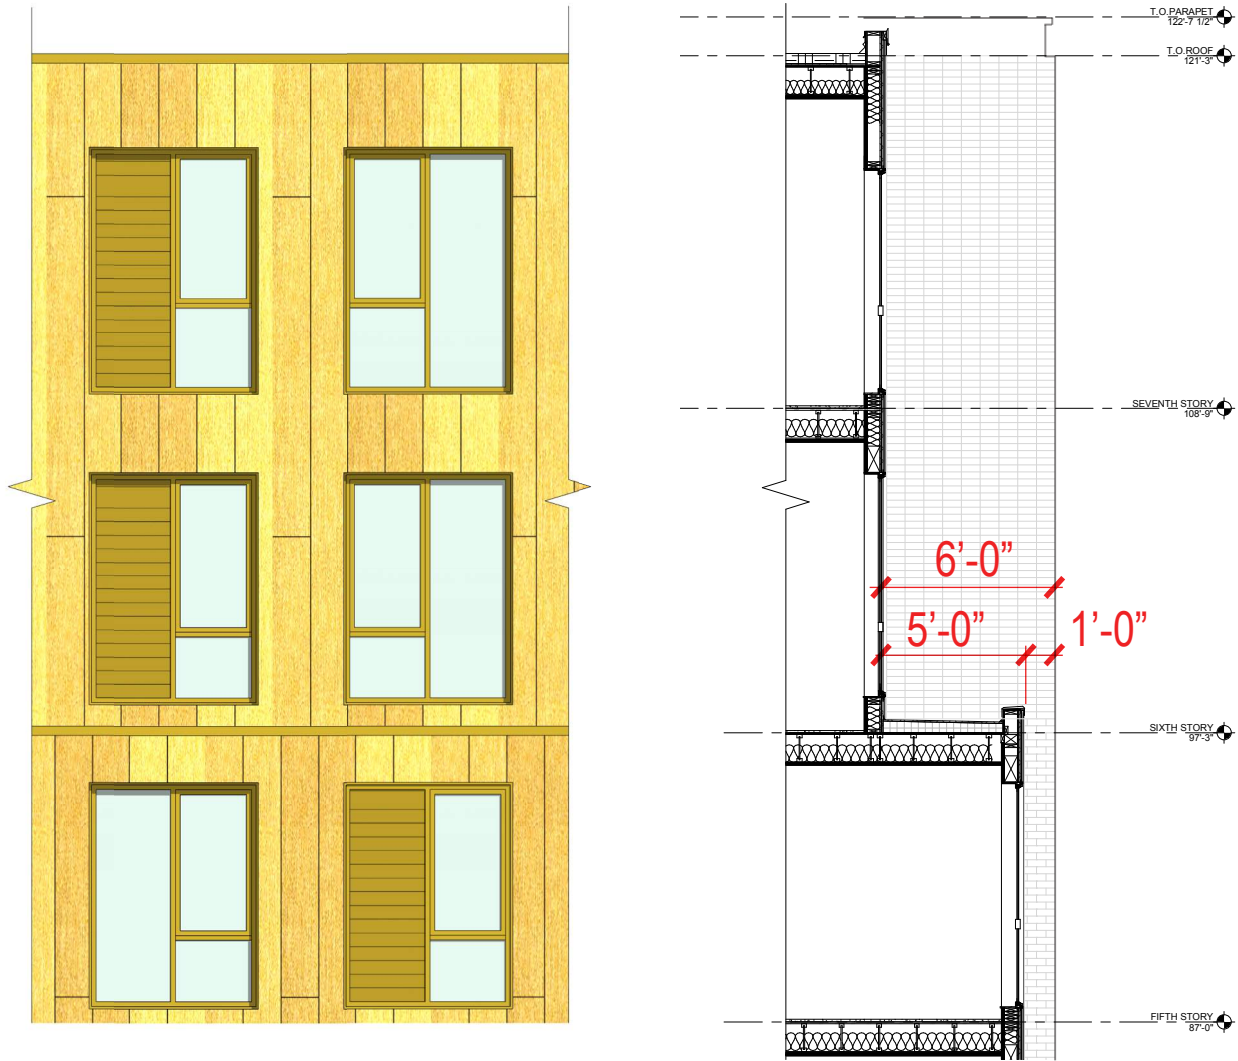 T.O.PARAPET
122'-7 1/2"
T.O.ROOF
121'-3"
SEVENTH STORY
108'-9"
6’-0”
5’-0” 1’-0”
SIXTH STORY
97'-3"
FIFTH STORY
87'-0"